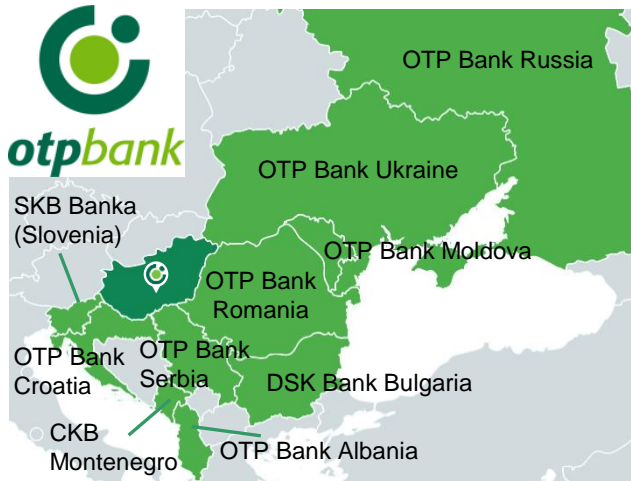 otpbank
OTP Bank Russia
OTP Bank Ukraine
SKB Banka
(Slovenia)
OTP Bank Moldova
OTP Bank
Romania
OTP Bank
Croatia
OTP Bank
Serbia
DSK Bank Bulgaria
CKB
Montenegro
OTP Bank Albania